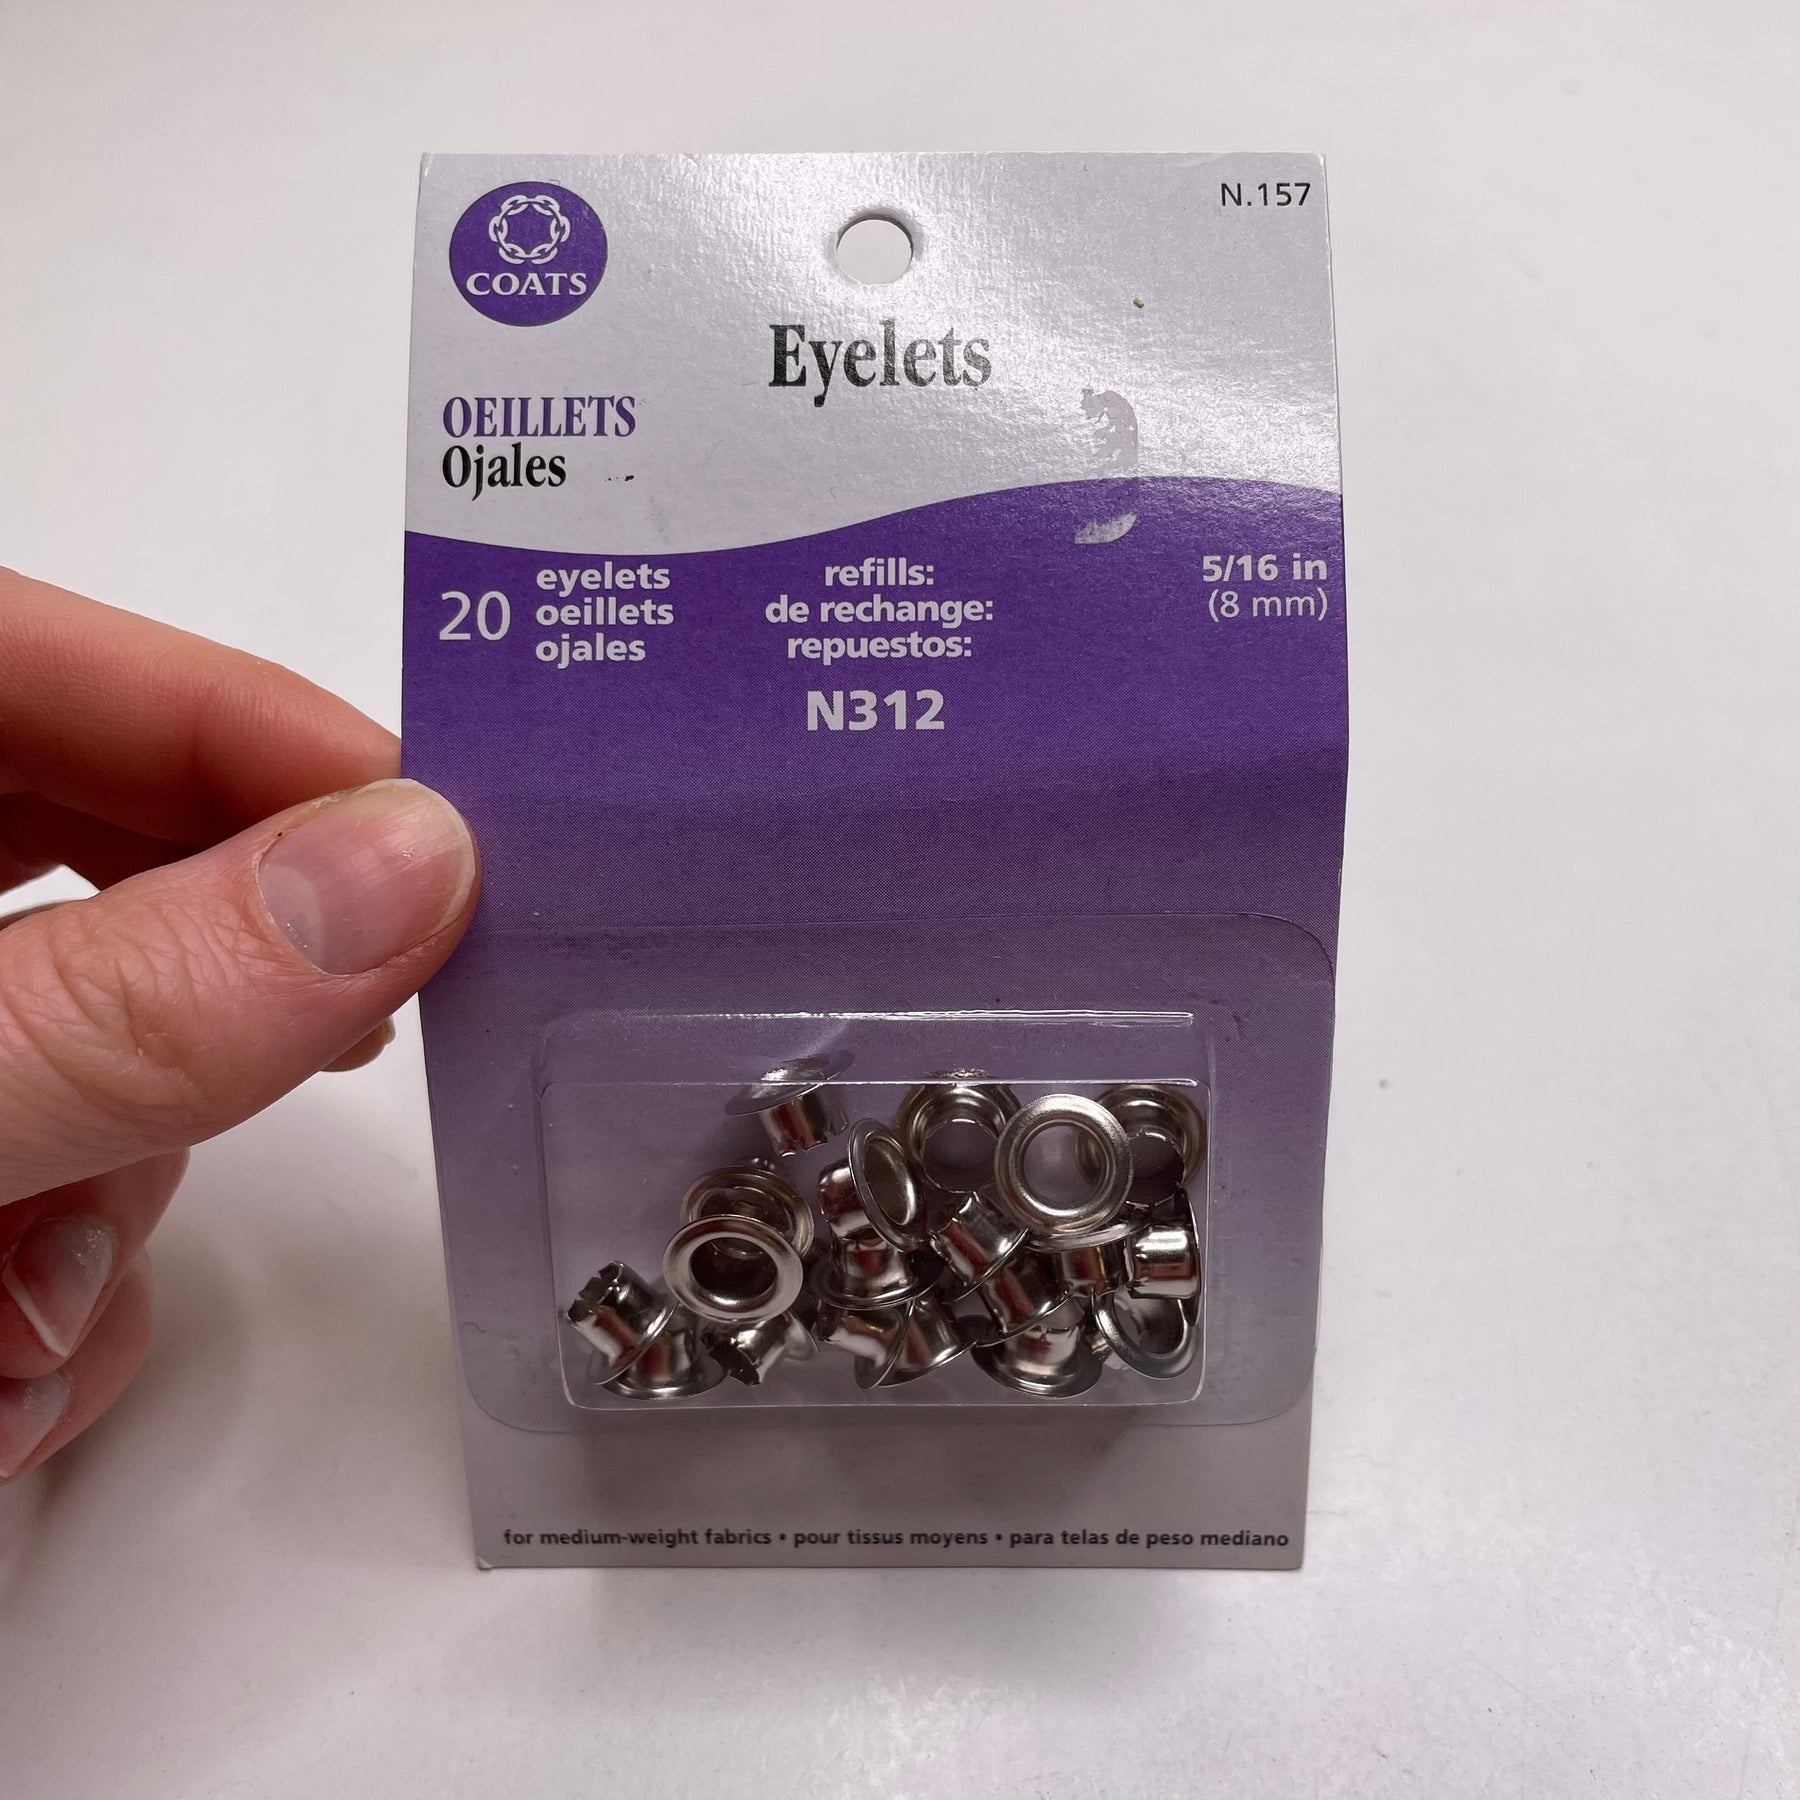 N.157
COATS
Eyelets
OEILLETS
Ojales
20
eyelets
oeillets
ojales
refills:
de rechange:
repuestos:
N312
5/16 in
(8 mm)
for medium-weight fabrics • pour tissus moyens • para telas de peso mediano